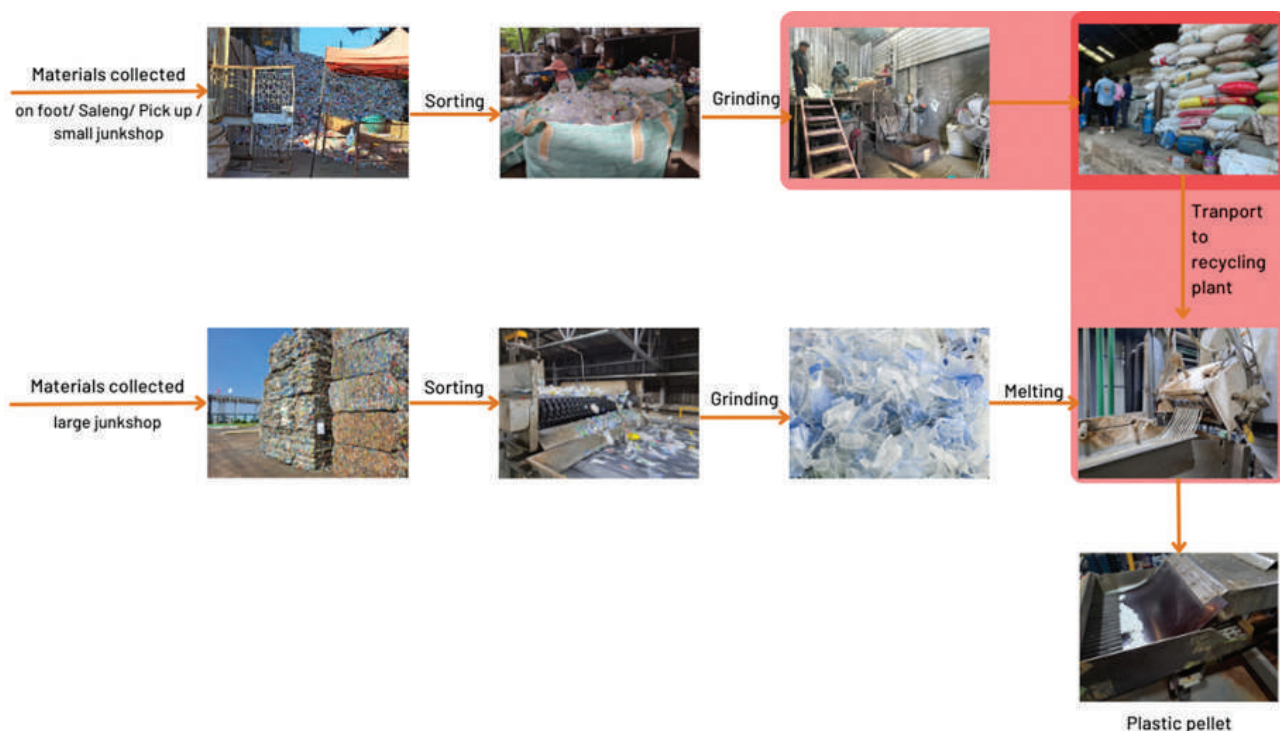 Materials collected
on foot/ Saleng/ Pick up /
small junkshop
Sorting
Grinding
Tranport
to
recycling
plant
Materials collected
large junkshop
Sorting
Grinding
Melting
Plastic pellet